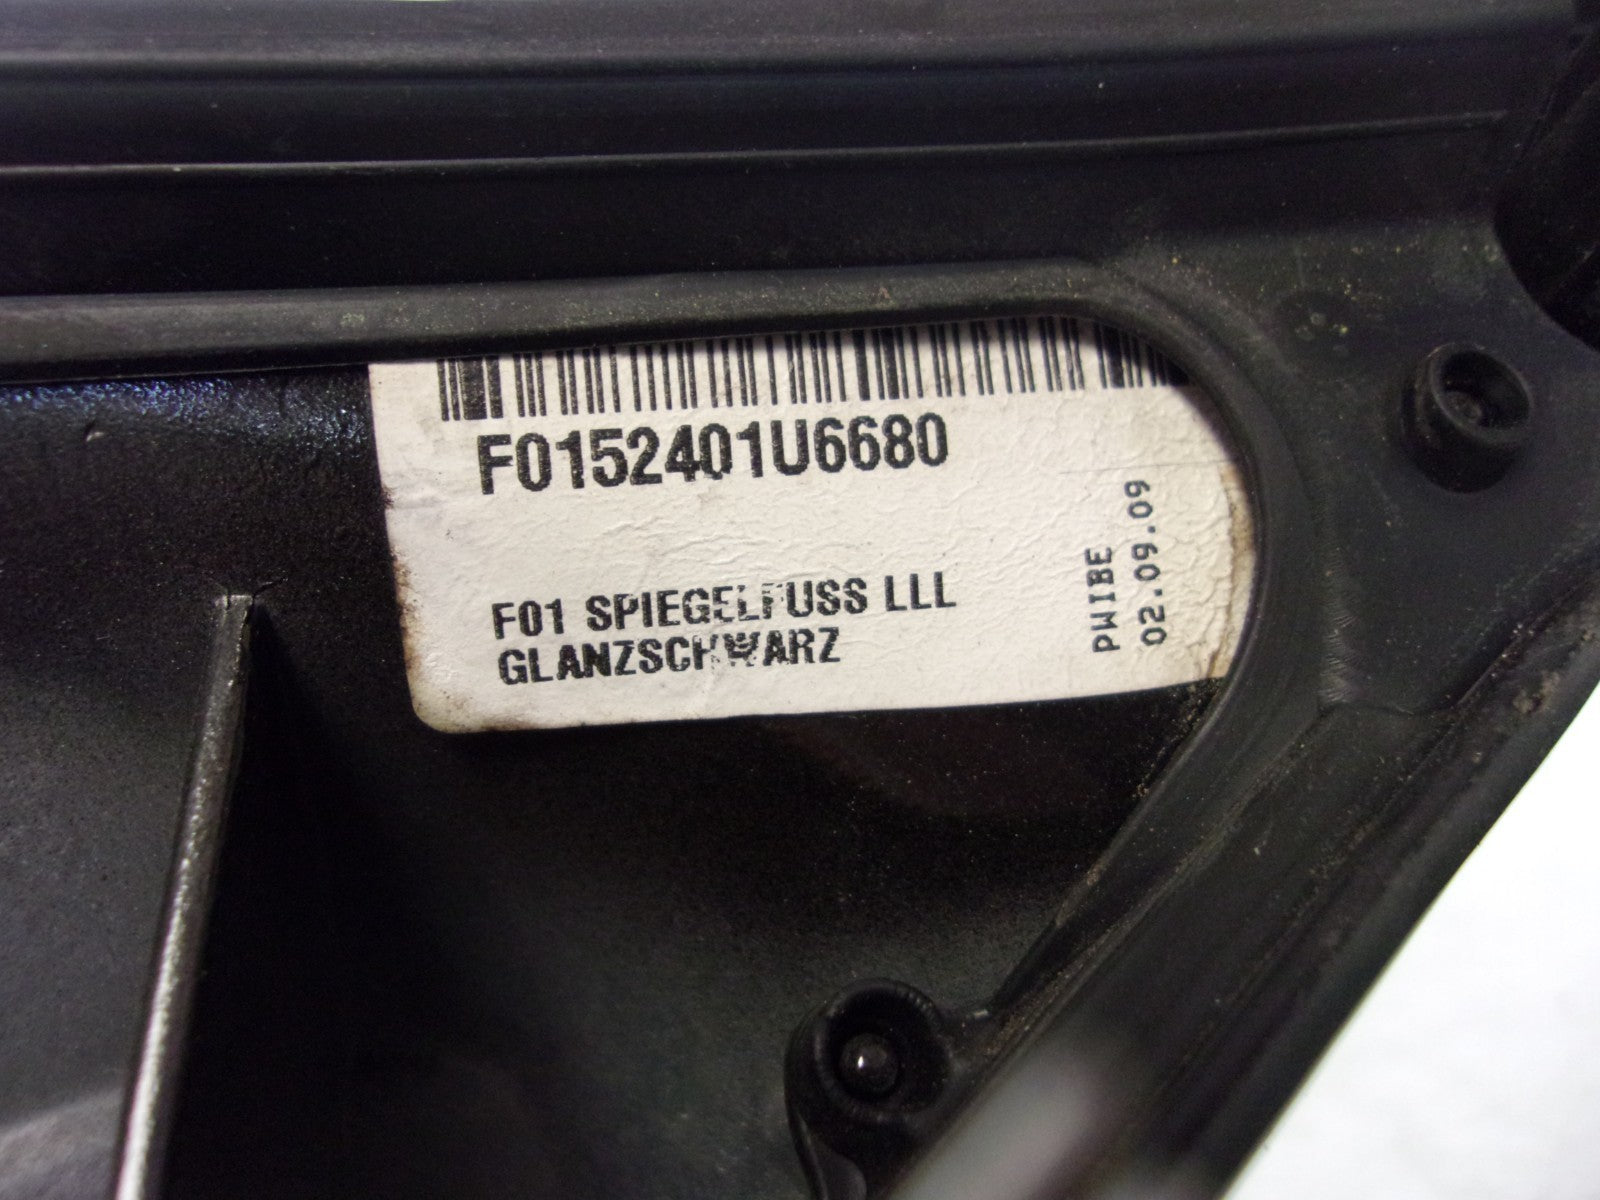 F0152401U6680
F01 SPIEGELFUSS LLL
GLANZSCHWARZ
PWIBE
02.09.09